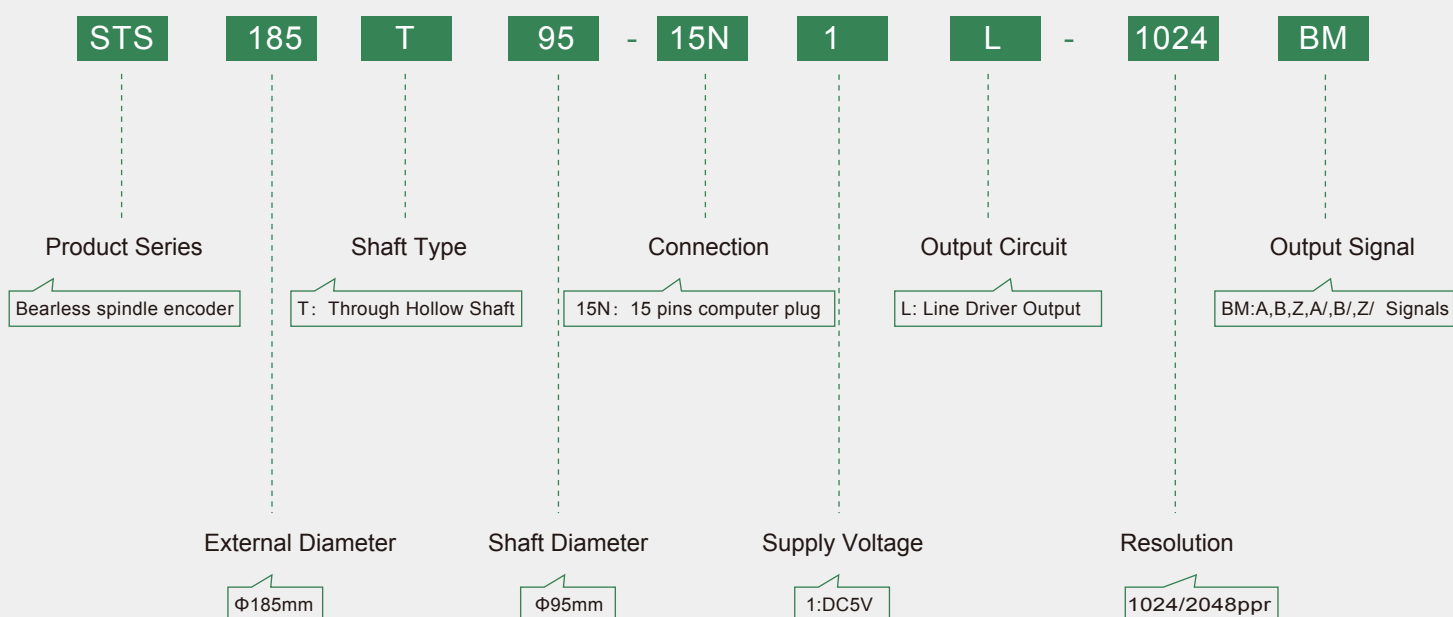 STS 185 T 95 - 15N 1 L - 1024 BM
Product Series Shaft Type Connection Output Circuit Output Signal
Bearless spindle encoder T: Through Hollow Shaft 15N: 15 pins computer plug L: Line Driver Output BM:A,B,Z,A/,B/,Z/ Signals
External Diameter Shaft Diameter Supply Voltage Resolution
Φ185mm Φ95mm 1:DC5V 1024/2048ppr